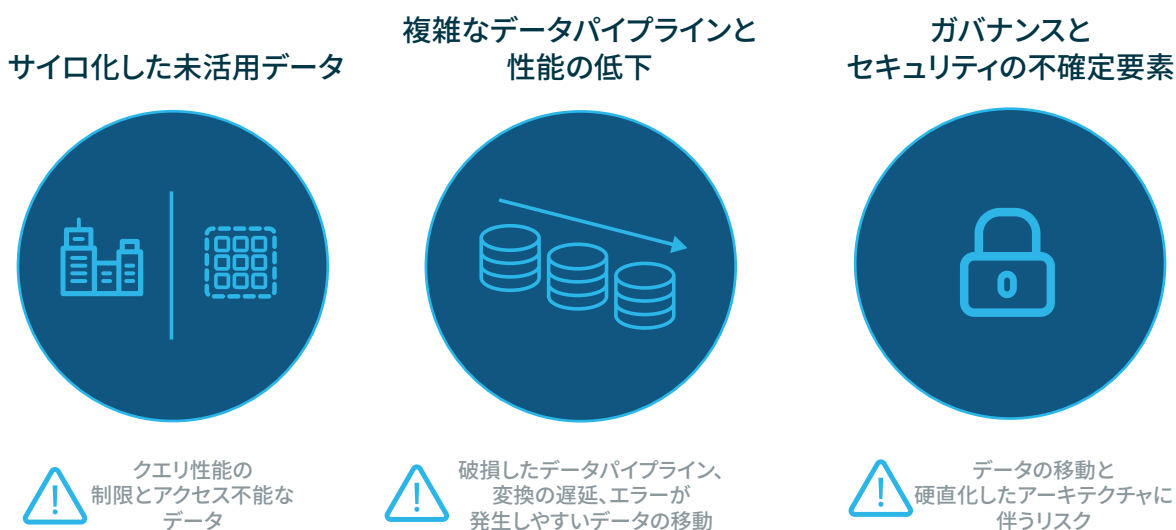 サイロ化した未活用データ
複雑なデータパイプラインと
性能の低下
ガバナンスと
セキュリティの不確定要素
クエリ性能の
制限とアクセス不能な
データ
破損したデータパイプライン、
変換の遅延、エラーが
発生しやすいデータの移動
データの移動と
硬直化したアーキテクチャに
伴うリスク